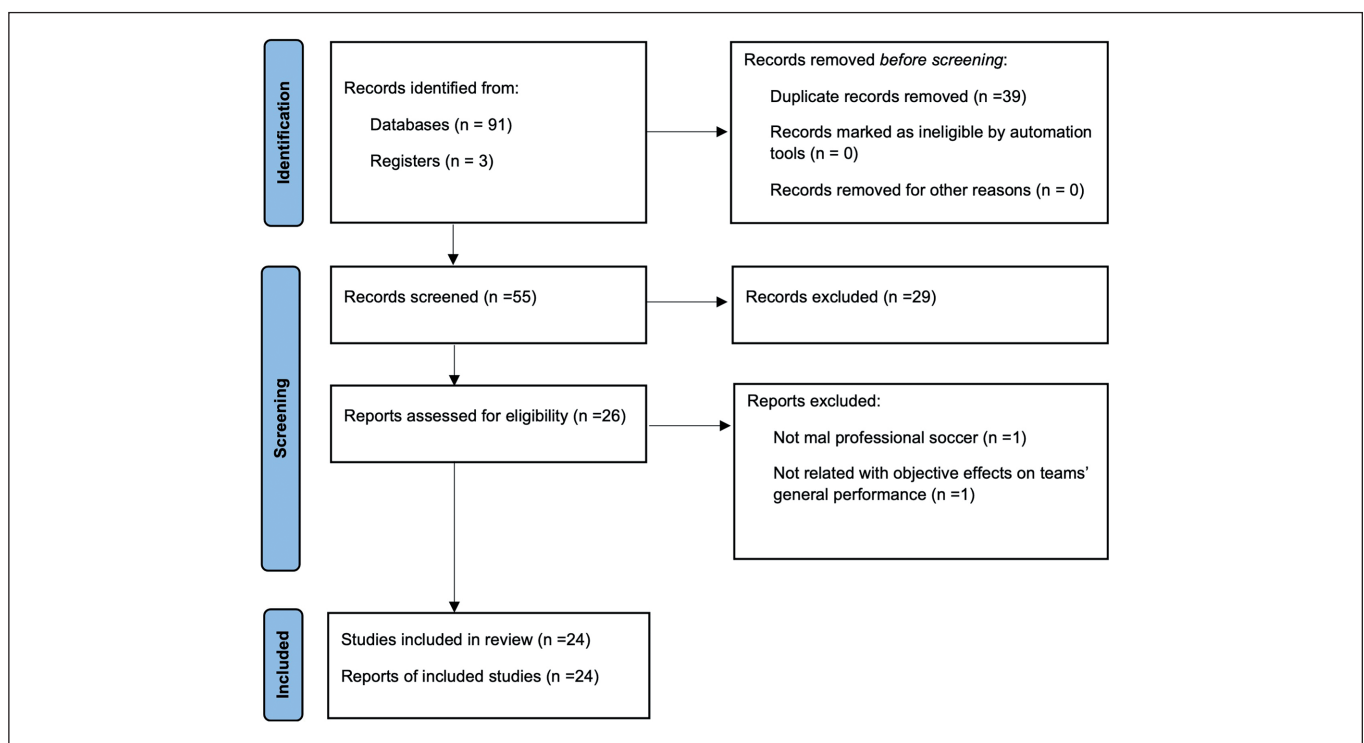 Identification
Records identified from:
Databases (n = 91)
Registers (n = 3)
Records removed before screening:
Duplicate records removed (n =39)
Records marked as ineligible by automation
tools (n = 0)
Records removed for other reasons (n = 0)
Screening
Records screened (n =55)
Records excluded (n =29)
Reports assessed for eligibility (n =26)
Reports excluded:
Not mal professional soccer (n =1)
Not related with objective effects on teams'
general performance (n =1)
Included
Studies included in review (n =24)
Reports of included studies (n =24)